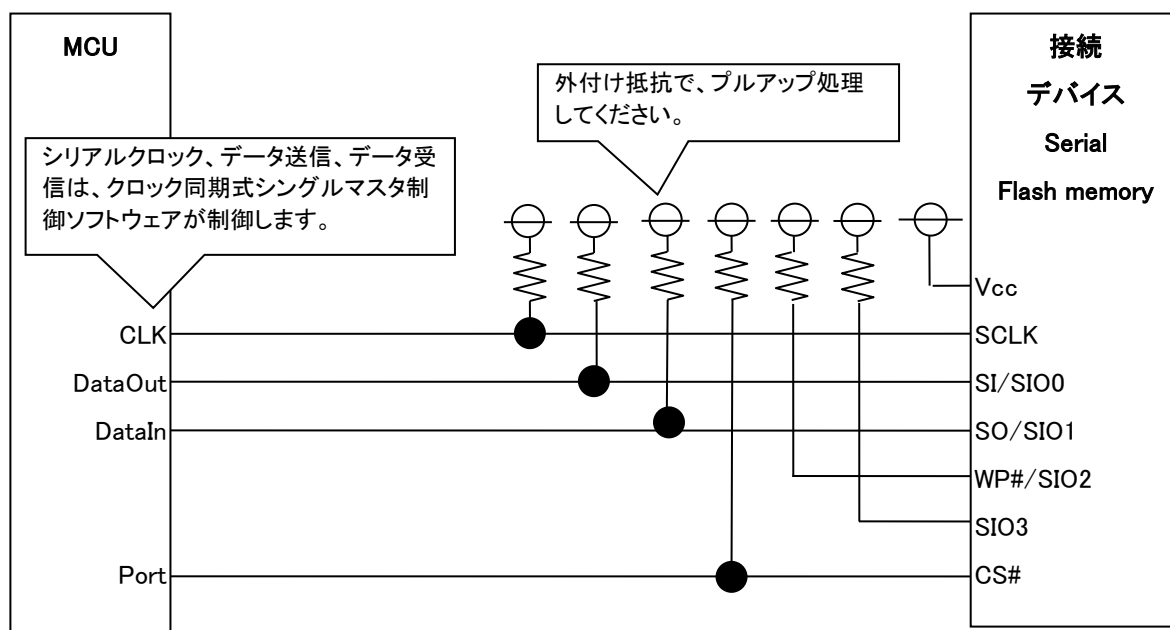 MCU
接続
デバイス
Serial
Flash memory
外付け抵抗で、プルアップ処理
してください。
シリアルクロック、データ送信、データ受
信は、クロック同期式シングルマスタ制
御ソフトウェアが制御します。
Vcc
CLK
SCLK
DataOut
SI/SIO0
DataIn
SO/SIO1
WP#/SIO2
SIO3
Port
CS#